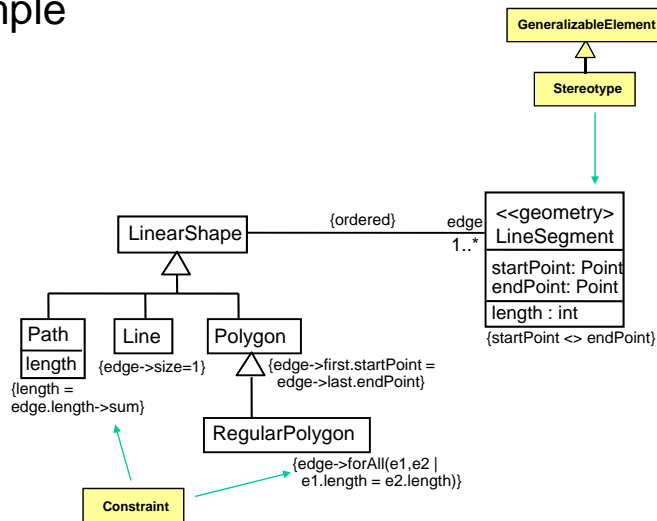 mple
GeneralizableElement
Stereotype
{ordered}
edge
1..*
<<geometry>
LineSegment
startPoint: Point
endPoint: Point
length : int
{startPoint <> endPoint}
LinearShape
Path
length
{length =
edge.length->sum}
Line
{edge->size=1}
Polygon
{edge->first.startPoint =
edge->last.endPoint}
RegularPolygon
{edge->forAll(e1,e2 |
e1.length = e2.length)}
Constraint